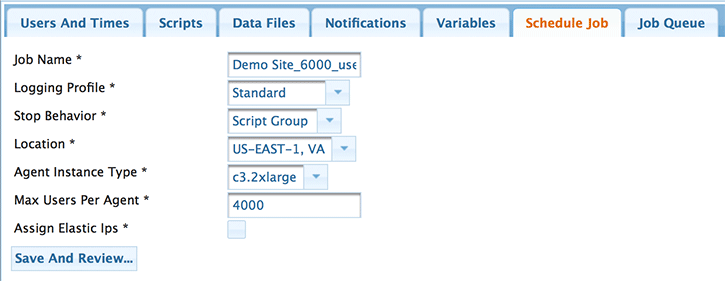 Users And Times Scripts Data Files Notifications Variables Schedule Job Job Queue
Job Name * Demo Site_6000_use
Logging Profile * Standard
Stop Behavior * Script Group
Location * US-EAST-1, VA
Agent Instance Type * c3.2xlarge
Max Users Per Agent * 4000
Assign Elastic Ips *
Save And Review...